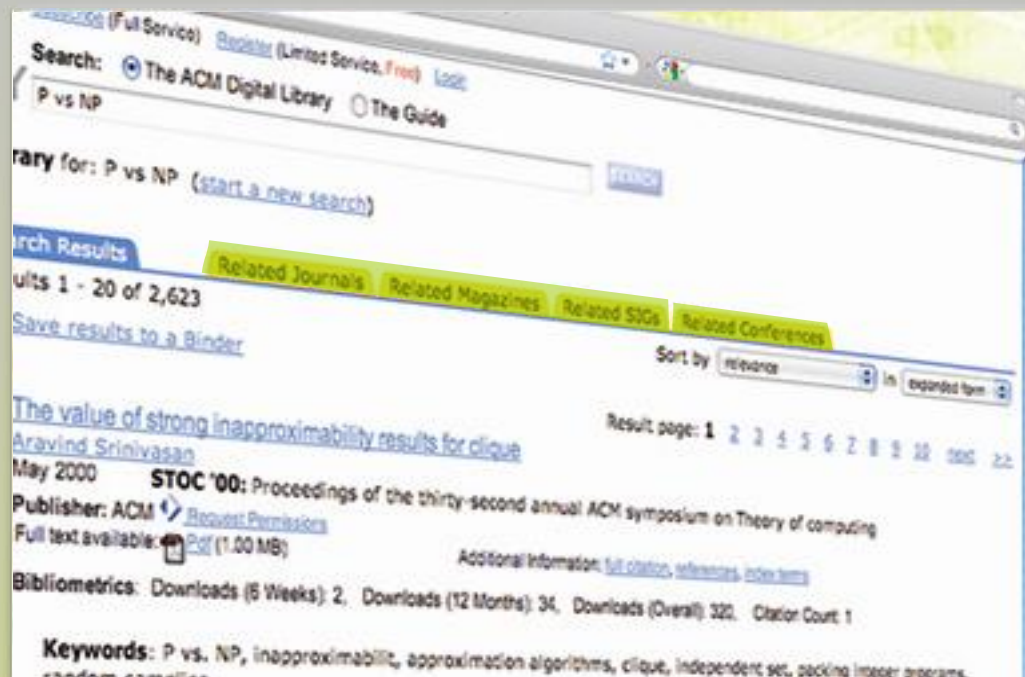 Subscribe (Full Service) Register (Limited Service, Free) Login
Search: The ACM Digital Library The Guide
P vs NP
SEARCH
rary for: P vs NP (start a new search)
rch Results Related Journals Related Magazines Related SIGs Related Conferences
ults 1 - 20 of 2,623
Save results to a Binder
Sort by relevance in expanded form
Result page: 1 2 3 4 5 6 7 8 9 10 next >>
The value of strong inapproximability results for clique
Aravind Srinivasan
May 2000 STOC '00: Proceedings of the thirty-second annual ACM symposium on Theory of computing
Publisher: ACM Request Permissions
Full text available: Pdf (1.00 MB) Additional Information: full citation, references, index terms
Bibliometrics: Downloads (6 Weeks): 2, Downloads (12 Months): 34, Downloads (Overall): 320, Citation Count: 1
Keywords: P vs. NP, inapproximabilit, approximation algorithms, clique, independent set, packing integer programs,
random sampling